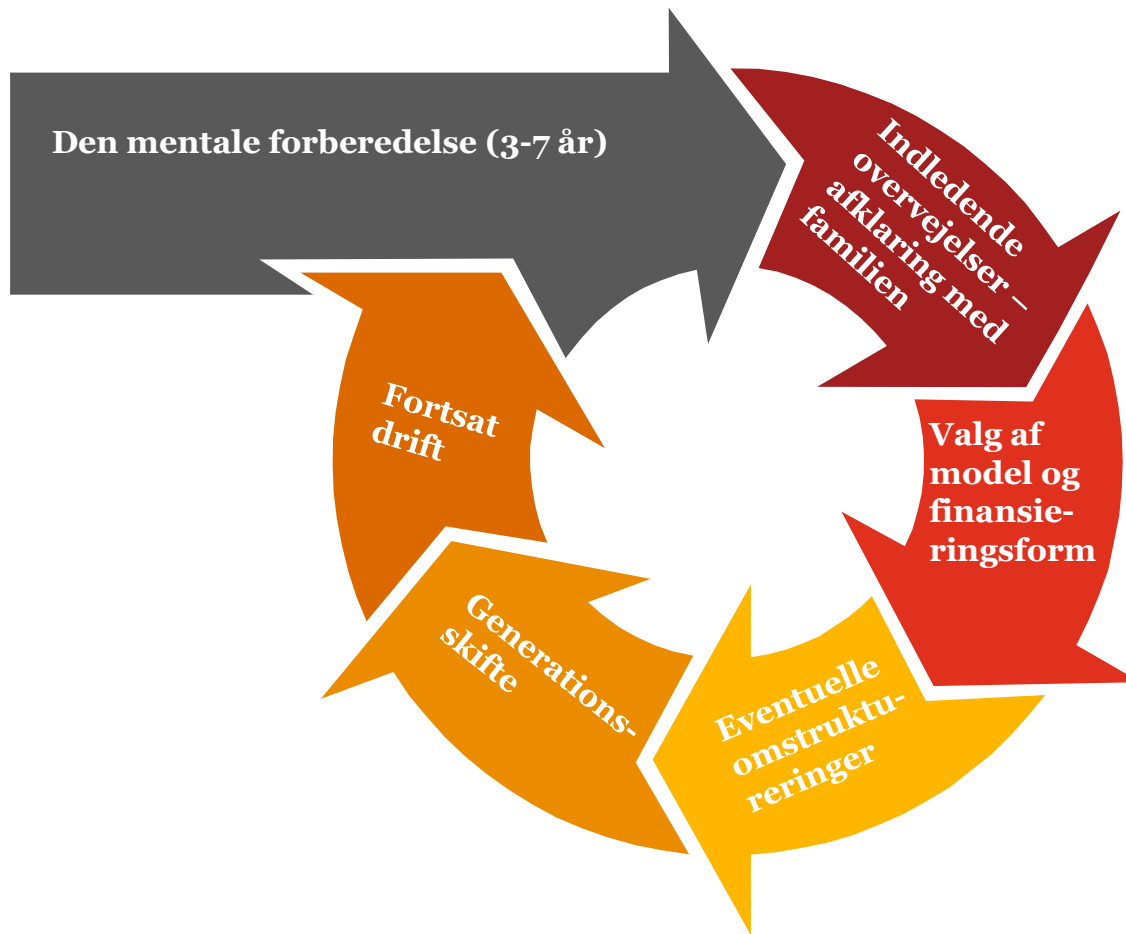 Den mentale forberedelse (3-7 år)
Indledende
overvejelser –
afklaring med
familien
Valg af
model og
finansie-
ringsform
Eventuelle
omstruktu-
reringer
Generations-
skifte
Fortsat
drift